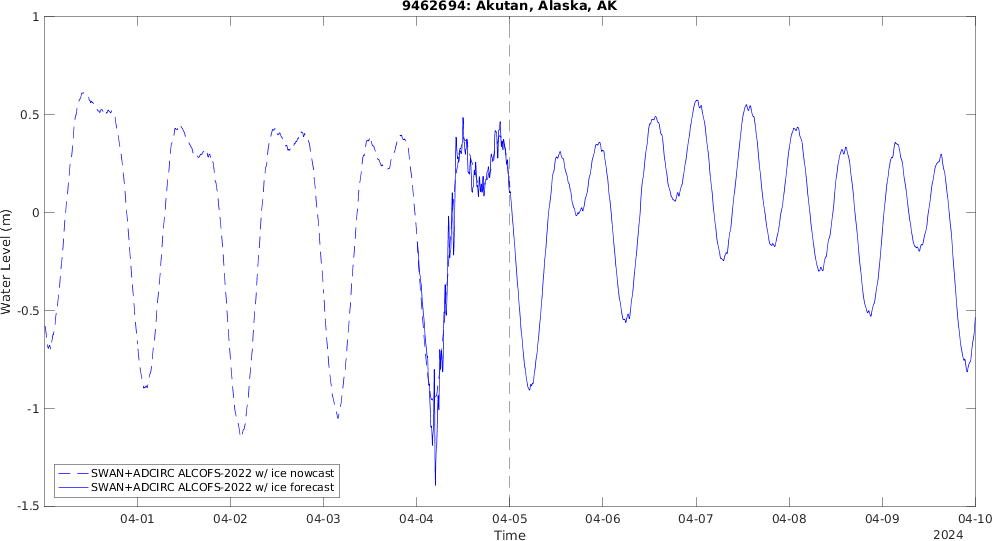 9462694: Akutan, Alaska, AK
Water Level (m)
1
0.5
0
-0.5
-1
-1.5
SWAN+ADCIRC ALCOFS-2022 w/ ice nowcast
SWAN+ADCIRC ALCOFS-2022 w/ ice forecast
04-01 04-02 04-03 04-04 04-05 04-06 04-07 04-08 04-09 04-10
Time
2024